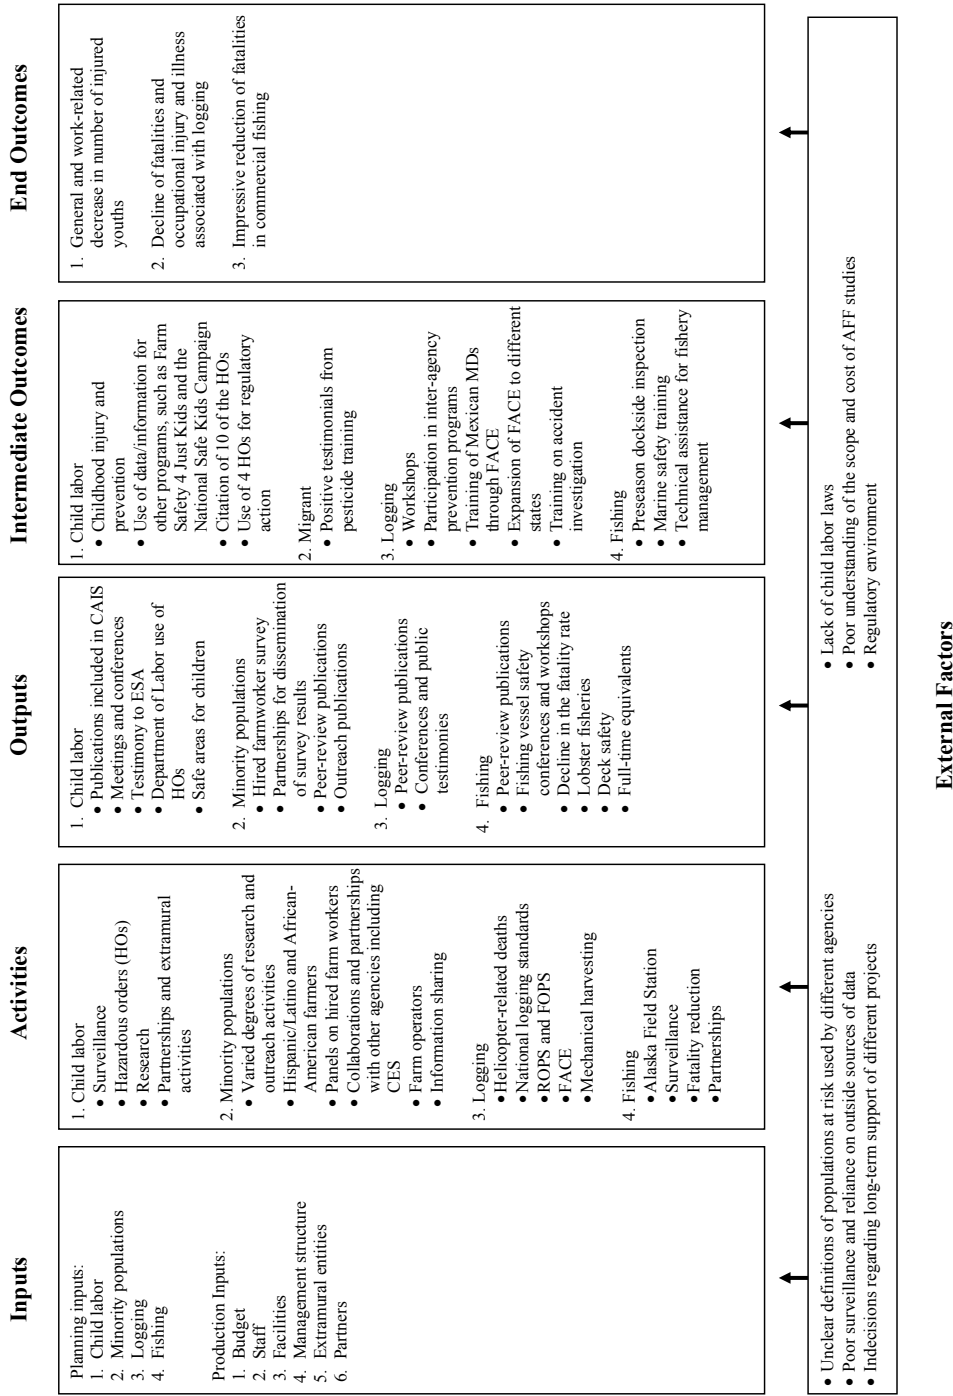 Inputs
Planning inputs:
1. Child labor
2. Minority populations
3. Logging
4. Fishing
Production Inputs:
1. Budget
2. Staff
3. Facilities
4. Management structure
5. Extramural entities
6. Partners
Activities
1. Child labor
• Surveillance
• Hazardous orders (HOs)
• Research
• Partnerships and extramural
activities
2. Minority populations
• Varied degrees of research and
outreach activities
• Hispanic/Latino and African-
American farmers
• Panels on hired farm workers
• Collaborations and partnerships
with other agencies including
CES
• Farm operators
• Information sharing
3. Logging
•Helicopter-related deaths
•National logging standards
•ROPS and FOPS
•FACE
•Mechanical harvesting
4. Fishing
•Alaska Field Station
•Surveillance
•Fatality reduction
•Partnerships
Outputs
1. Child labor
• Publications included in CAIS
• Meetings and conferences
• Testimony to ESA
• Department of Labor use of
HOs
• Safe areas for children
2. Minority populations
• Hired farmworker survey
• Partnerships for dissemination
of survey results
• Peer-review publications
• Outreach publications
3. Logging
• Peer-review publications
• Conferences and public
testimonies
4. Fishing
• Peer-review publications
• Fishing vessel safety
conferences and workshops
• Decline in the fatality rate
• Lobster fisheries
• Deck safety
• Full-time equivalents
Intermediate Outcomes
1. Child labor
• Childhood injury and
prevention
• Use of data/information for
other programs, such as Farm
Safety 4 Just Kids and the
National Safe Kids Campaign
• Citation of 10 of the HOs
• Use of 4 HOs for regulatory
action
2. Migrant
• Positive testimonials from
pesticide training
3. Logging
• Workshops
• Participation in inter-agency
prevention programs
• Training of Mexican MDs
through FACE
• Expansion of FACE to different
states
• Training on accident
investigation
4. Fishing
• Preseason dockside inspection
• Marine safety training
• Technical assistance for fishery
management
End Outcomes
1. General and work-related
decrease in number of injured
youths
2. Decline of fatalities and
occupational injury and illness
associated with logging
3. Impressive reduction of fatalities
in commercial fishing
• Unclear definitions of populations at risk used by different agencies
• Poor surveillance and reliance on outside sources of data
• Indecisions regarding long-term support of different projects
• Lack of child labor laws
• Poor understanding of the scope and cost of AFF studies
• Regulatory environment
External Factors